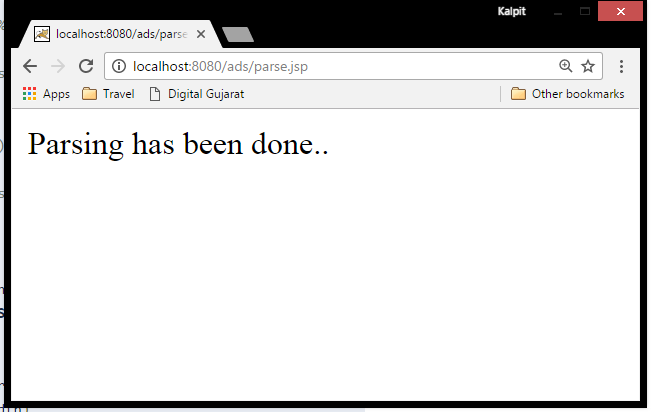 Kalpit
localhost:8080/ads/parse
localhost:8080/ads/parse.jsp
Apps Travel Digital Gujarat Other bookmarks
Parsing has been done..